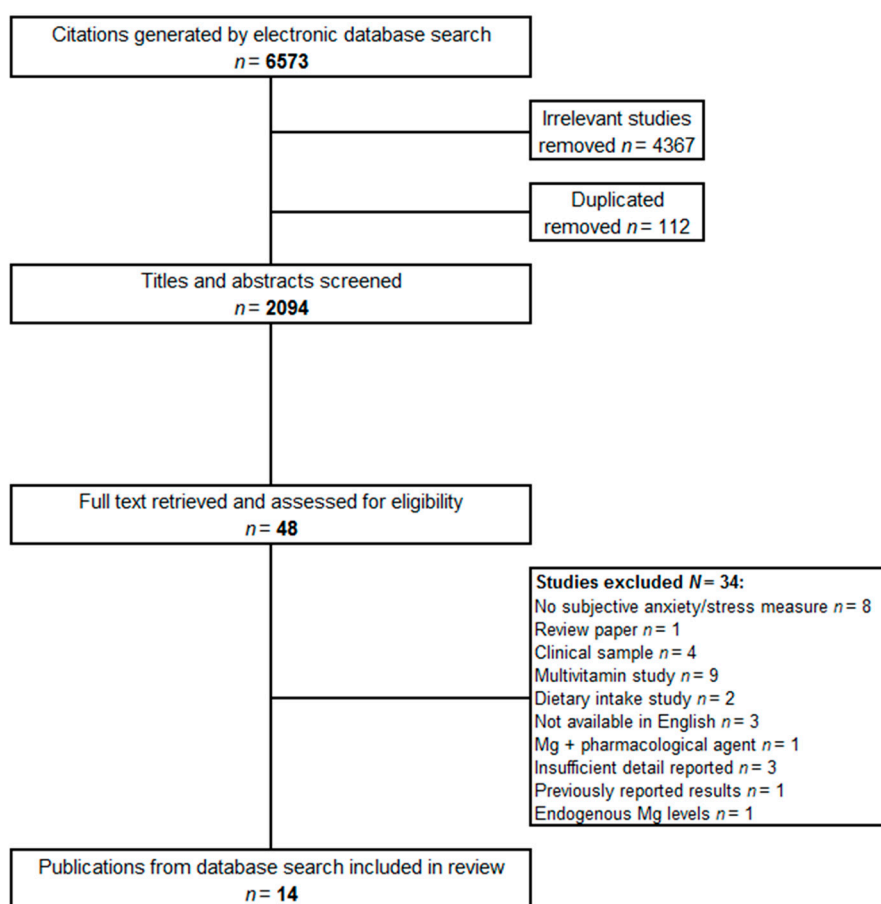 Citations generated by electronic database search
n = 6573
Irrelevant studies
removed n = 4367
Duplicated
removed n = 112
Titles and abstracts screened
n = 2094
Full text retrieved and assessed for eligibility
n = 48
Studies excluded N = 34:
No subjective anxiety/stress measure n = 8
Review paper n = 1
Clinical sample n = 4
Multivitamin study n = 9
Dietary intake study n = 2
Not available in English n = 3
Mg + pharmacological agent n = 1
Insufficient detail reported n = 3
Previously reported results n = 1
Endogenous Mg levels n = 1
Publications from database search included in review
n = 14